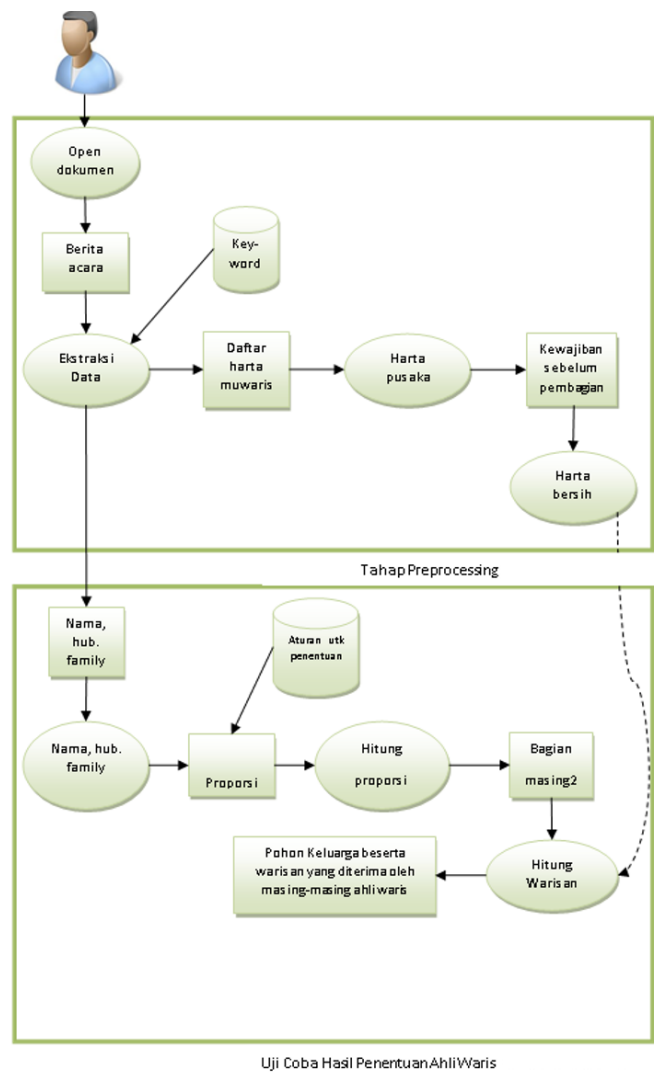 Open
dokumen
Berita
acara
Key-
word
Ekstraksi
Data
Daftar
harta
muwaris
Harta
pusaka
Kewajiban
sebelum
pembagian
Harta
bersih
Tahap Preprocessing
Nama,
hub.
family
Aturan utk
penentuan
Nama, hub.
family
Proporsi
Hitung
proporsi
Bagian
masing2
Pohon Keluarga beserta
warisan yang diterima oleh
masing-masing ahli waris
Hitung
Warisan
Uji Coba Hasil Penentuan Ahli Waris